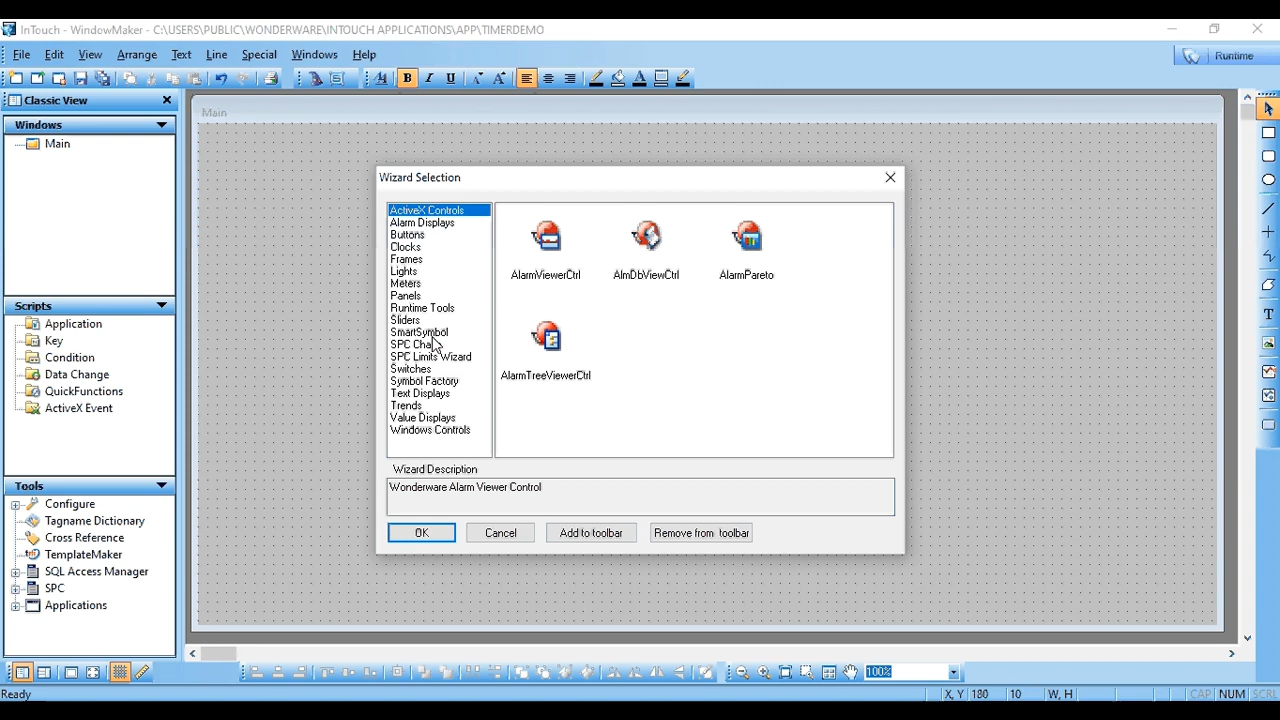 InTouch - WindowMaker - C:\USERS\PUBLIC\WONDERWARE\INTOUCH APPLICATIONS\APP\TIMERDEMO
File Edit View Arrange Text Line Special Windows Help
Runtime
Classic View
Windows
Main
Scripts
Application
Key
Condition
Data Change
QuickFunctions
ActiveX Event
Tools
Configure
Tagname Dictionary
Cross Reference
TemplateMaker
SQL Access Manager
SPC
Applications
Main
Wizard Selection
ActiveX Controls
Alarm Displays
Buttons
Clocks
Frames
Lights
Meters
Panels
Runtime Tools
Sliders
SmartSymbol
SPC
SPC Limits Wizard
Switches
Symbol Factory
Text Displays
Trends
Value Displays
Windows Controls
AlarmViewerCtrl AlmDbViewCtrl AlarmPareto
AlarmTreeViewerCtrl
Wizard Description
Wonderware Alarm Viewer Control
OK Cancel Add to toolbar Remove from toolbar
100%
Ready X, Y 180 10 W, H CAP NUM SCRL